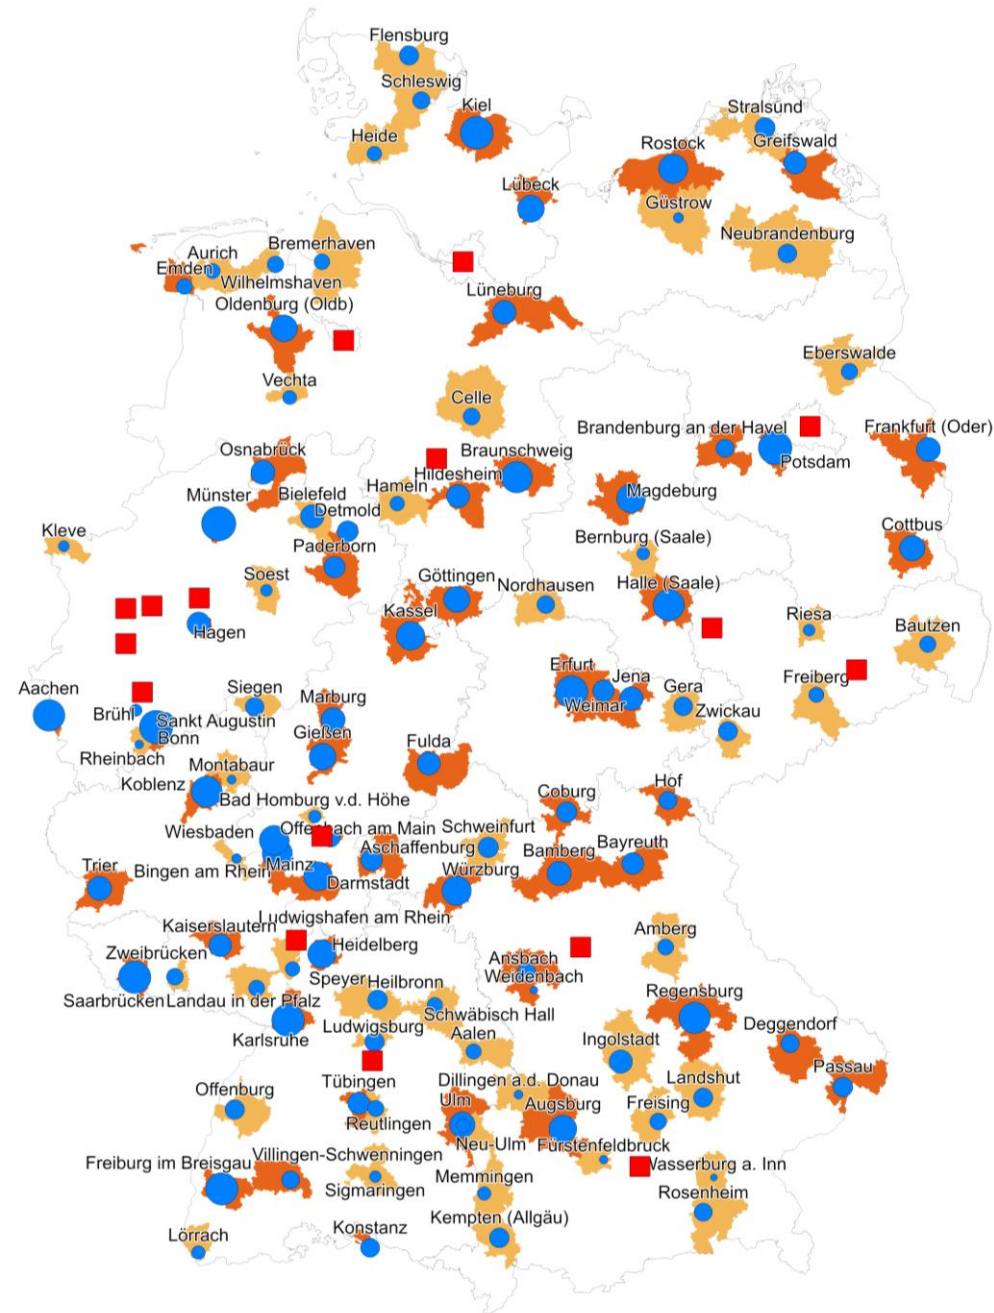 Flensburg
Schleswig
Kiel
Heide
Stralsund
Greifswald
Rostock
Lübeck
Güstrow
Neubrandenburg
Bremerhaven
Aurich
Emden
Wilhelmshaven
Oldenburg (Oldb)
Lüneburg
Vechta
Eberswalde
Celle
Brandenburg an der Havel
Frankfurt (Oder)
Potsdam
Osnabrück
Braunschweig
Hildesheim
Hameln
Münster
Bielefeld
Detmold
Magdeburg
Paderborn
Kleve
Cottbus
Bernburg (Saale)
Soest
Göttingen
Nordhausen
Halle (Saale)
Kassel
Riesa
Bautzen
Hagen
Erfurt
Jena
Weimar
Gera
Freiberg
Zwickau
Aachen
Siegen
Marburg
Brühl
Sankt Augustin
Bonn
Gießen
Rheinbach
Fulda
Montabaur
Koblenz
Bad Homburg v.d. Höhe
Coburg
Hof
Wiesbaden
Offenbach am Main
Schweinfurt
Aschaffenburg
Bamberg
Bayreuth
Trier
Bingen am Rhein
Mainz
Darmstadt
Würzburg
Ludwigshafen am Rhein
Kaiserslautern
Heidelberg
Amberg
Zweibrücken
Ansbach
Weidenbach
Saarbrücken
Landau in der Pfalz
Speyer
Heilbronn
Regensburg
Schwäbisch Hall
Karlsruhe
Ludwigsburg
Aalen
Ingolstadt
Deggendorf
Passau
Offenburg
Tübingen
Reutlingen
Dillingen a.d. Donau
Ulm
Augsburg
Landshut
Freising
Neu-Ulm
Fürstenfeldbruck
Freiburg im Breisgau
Villingen-Schwenningen
Sigmaringen
Memmingen
Wasserburg a. Inn
Rosenheim
Kempten (Allgäu)
Lörrach
Konstanz